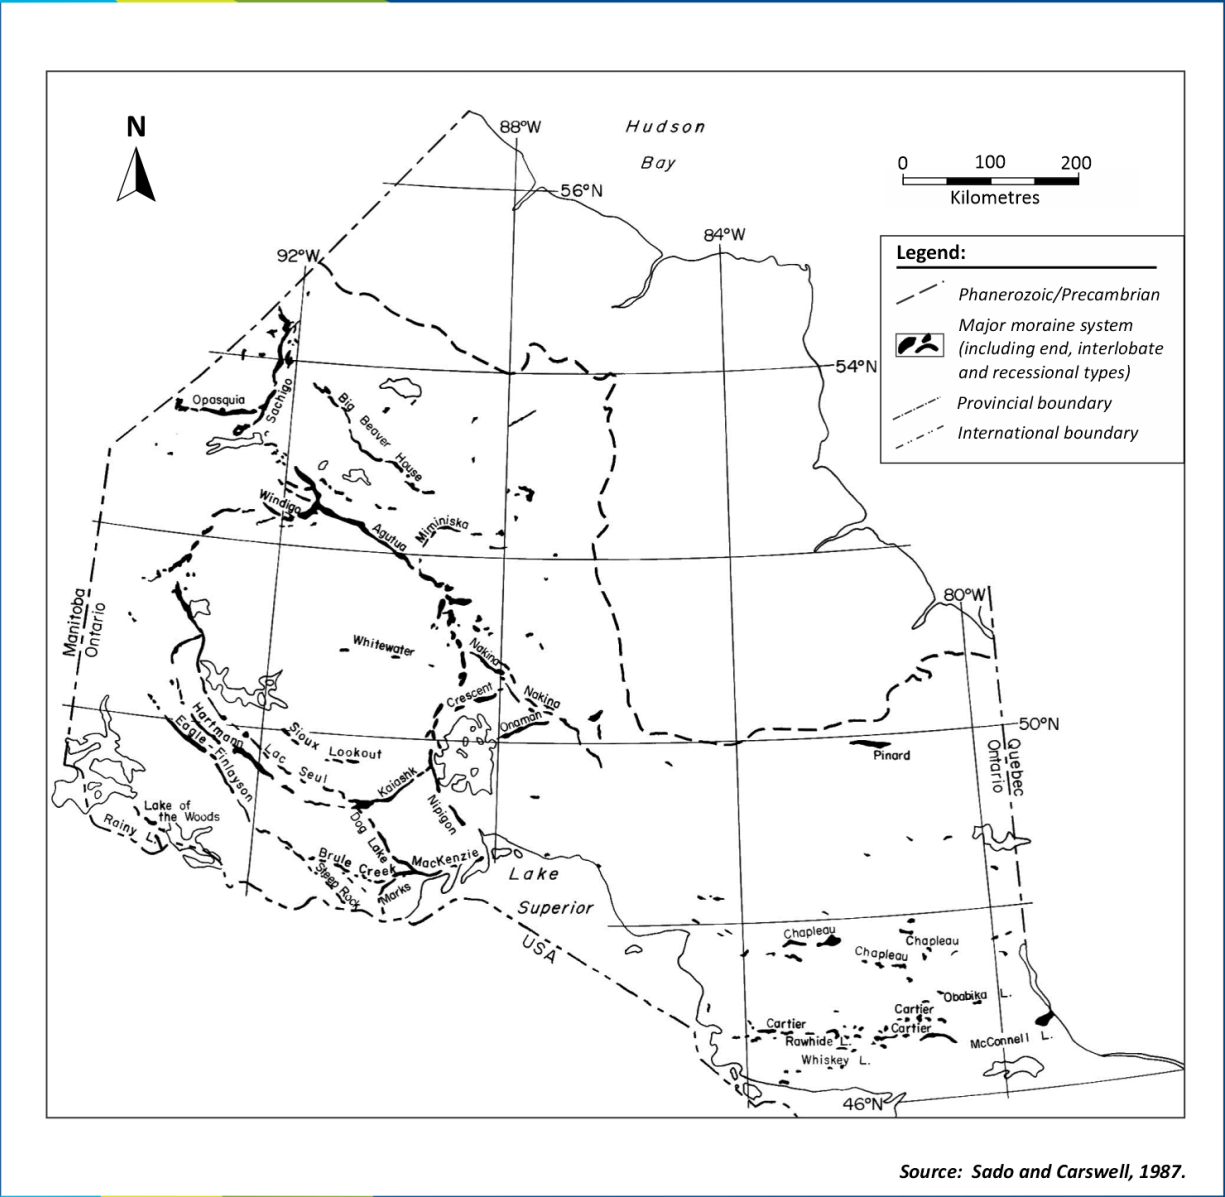 N
88°W
Hudson
Bay
0 100 200
Kilometres
56°N
84°W
92°W
Legend:
Phanerozoic/Precambrian
Major moraine system
(including end, interlobate
and recessional types)
Provincial boundary
International boundary
54°N
Opasquia
Sachigo
Big Beaver House
Windigo
Agutua
Miminiska
80°W
Manitoba
Ontario
Whitewater
Nakina
Crescent
Nakina
Onaman
50°N
Pinard
Quebec
Ontario
Hartmann
Eagle - Finlayson
Sioux Lookout
Lac Seul
Kaiashk
Nipigon
Lake of
the Woods
Rainy L.
Dog Lake
Brule Creek
MacKenzie
Steep Rock
Marks
Lake
Superior
USA
Chapleau
Chapleau
Chapleau
Obabika L.
Cartier
Cartier
Cartier
Rawhide L.
McConnell L.
Whiskey L.
46°N
Source: Sado and Carswell, 1987.